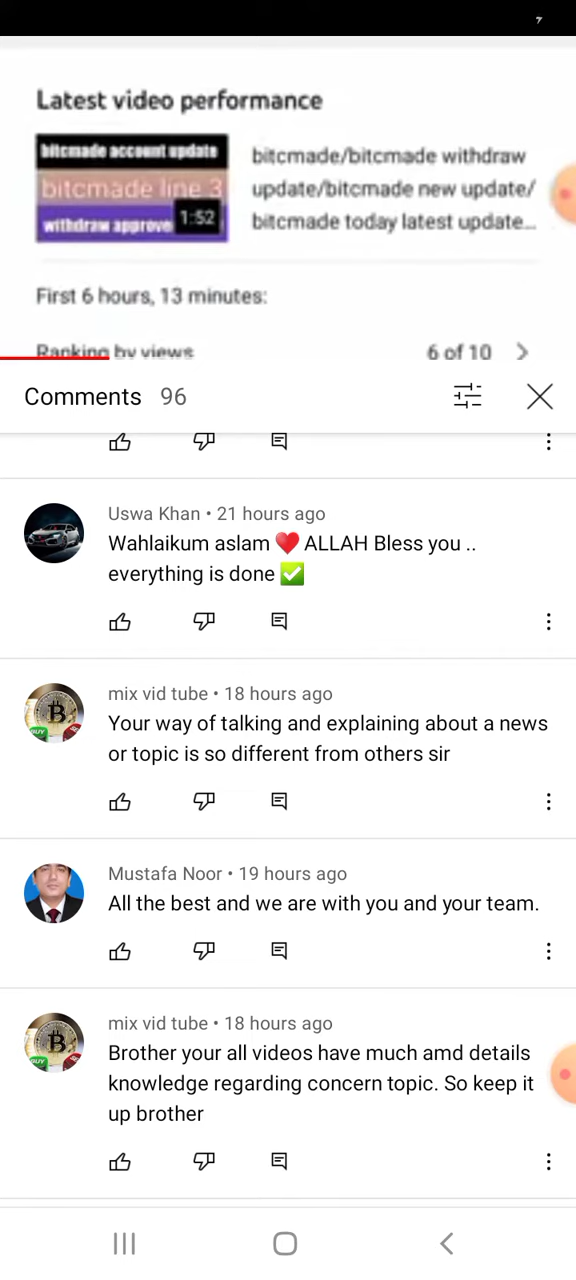 Latest video performance
bitcmade account update
bitcmade line 3
withdraw approve
1:52
bitcmade/bitcmade withdraw
update/bitcmade new update/
bitcmade today latest update...
First 6 hours, 13 minutes:
Ranking by views 6 of 10
Comments 96
Uswa Khan • 21 hours ago
Wahlaikum aslam ❤️ ALLAH Bless you ..
everything is done ✅
mix vid tube • 18 hours ago
Your way of talking and explaining about a news
or topic is so different from others sir
Mustafa Noor • 19 hours ago
All the best and we are with you and your team.
mix vid tube • 18 hours ago
Brother your all videos have much amd details
knowledge regarding concern topic. So keep it
up brother